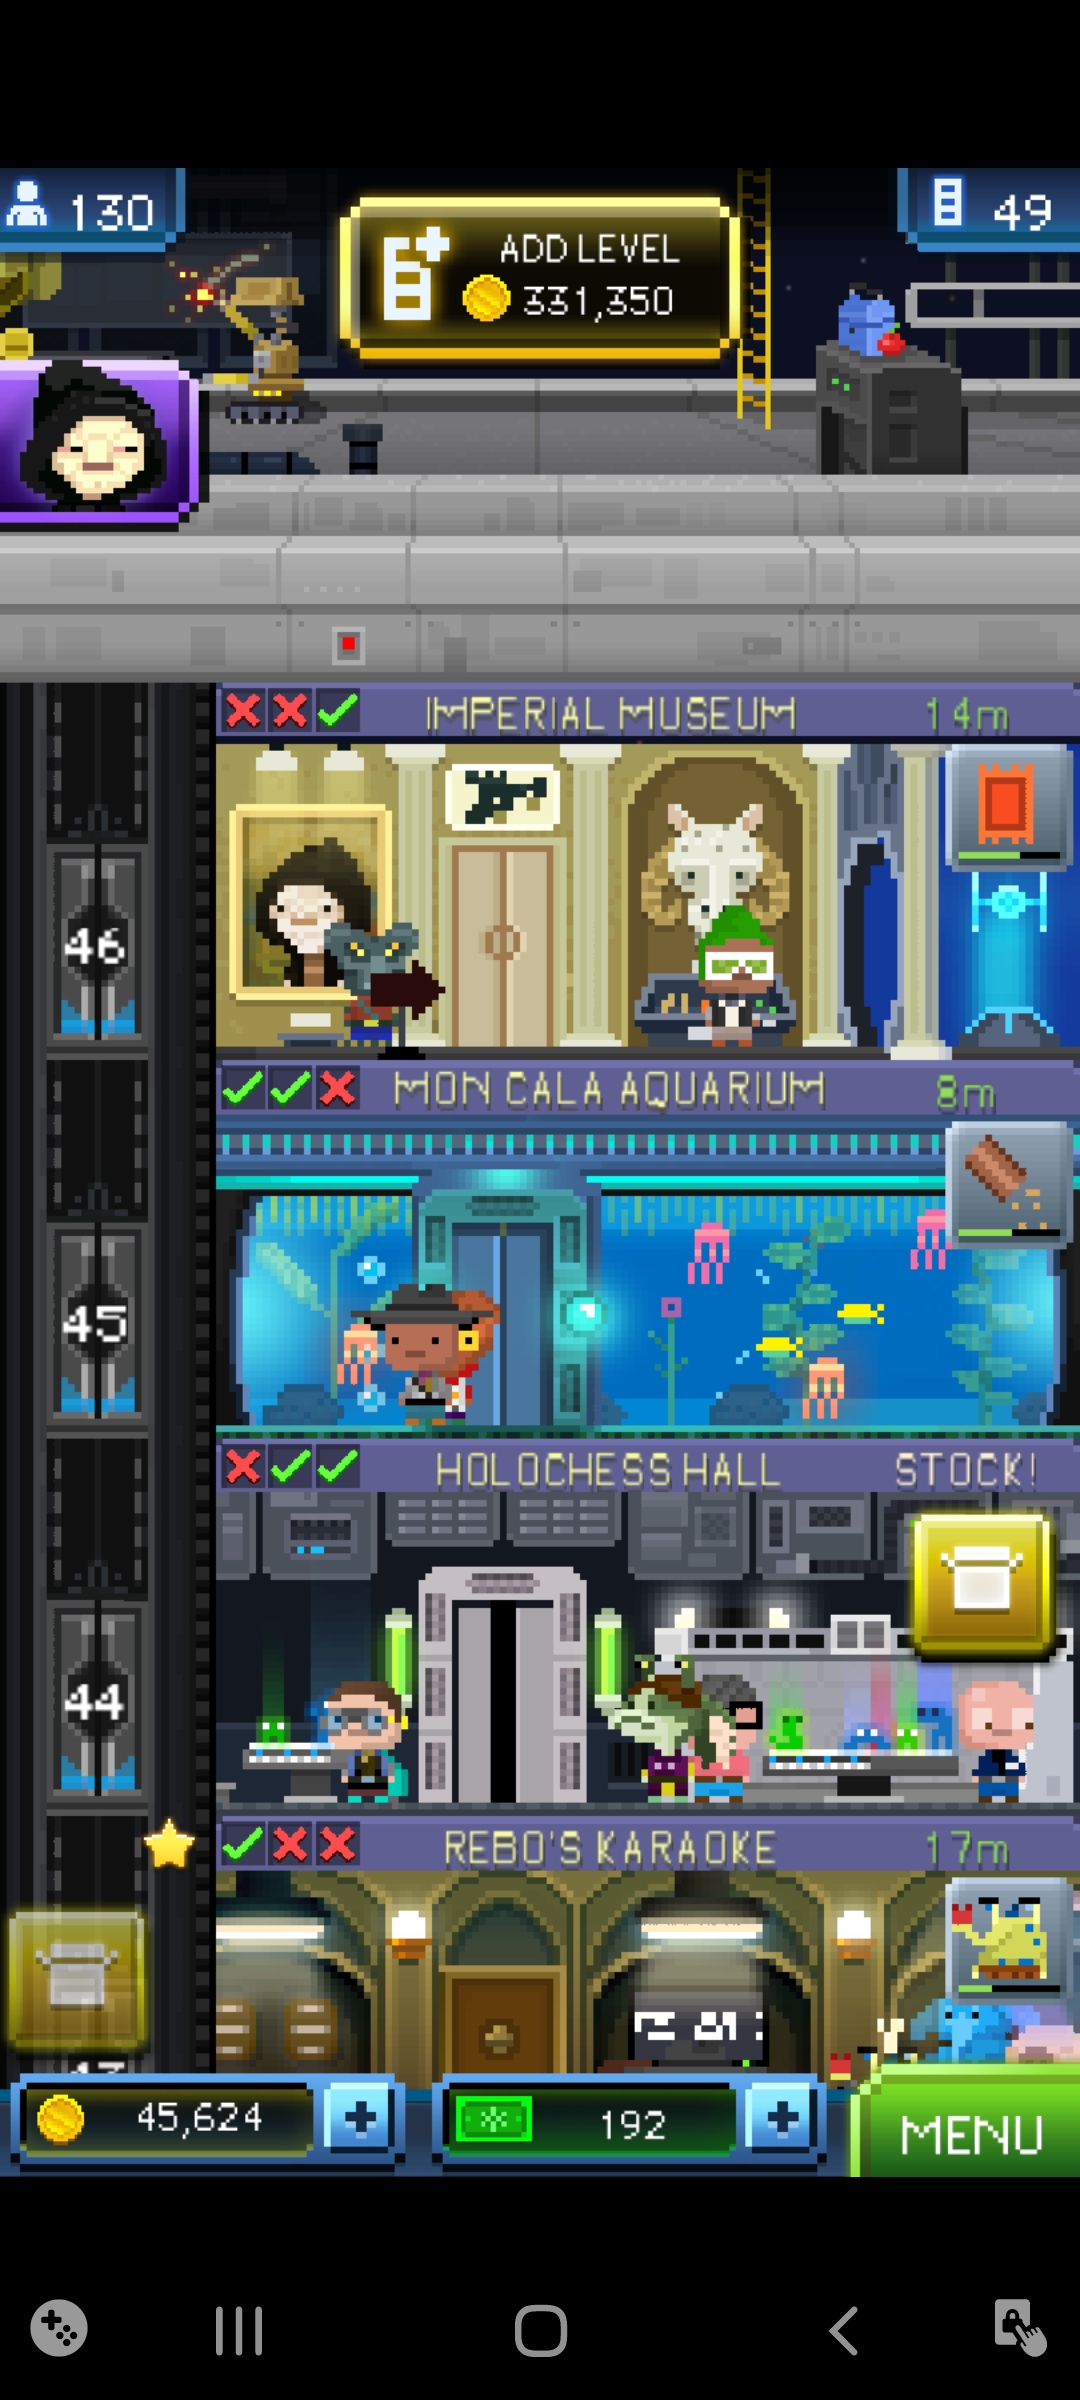 130
ADD LEVEL
331,350
49
IMPERIAL MUSEUM 14m
46
MON CALA AQUARIUM 8m
45
HOLOCHESS HALL STOCK!
44
REBO'S KARAOKE 17m
45,624
192
MENU